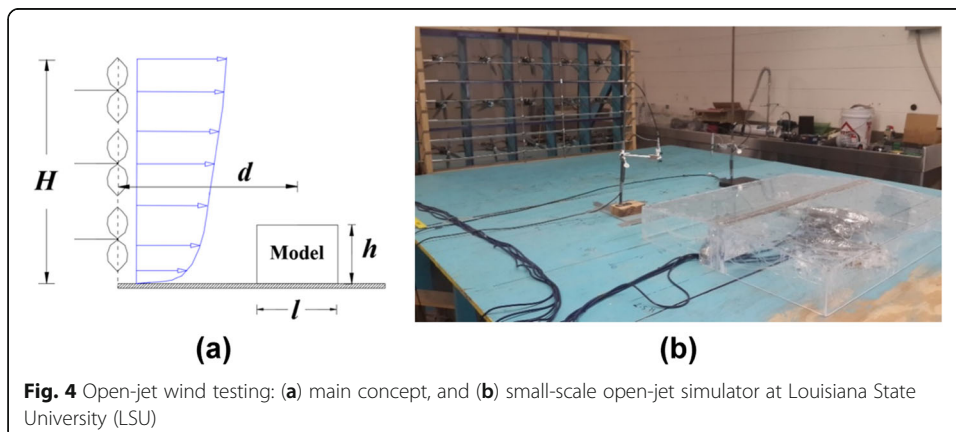 H
d
Model
h
l
(a)
(b)
Fig. 4 Open-jet wind testing: (a) main concept, and (b) small-scale open-jet simulator at Louisiana State
University (LSU)